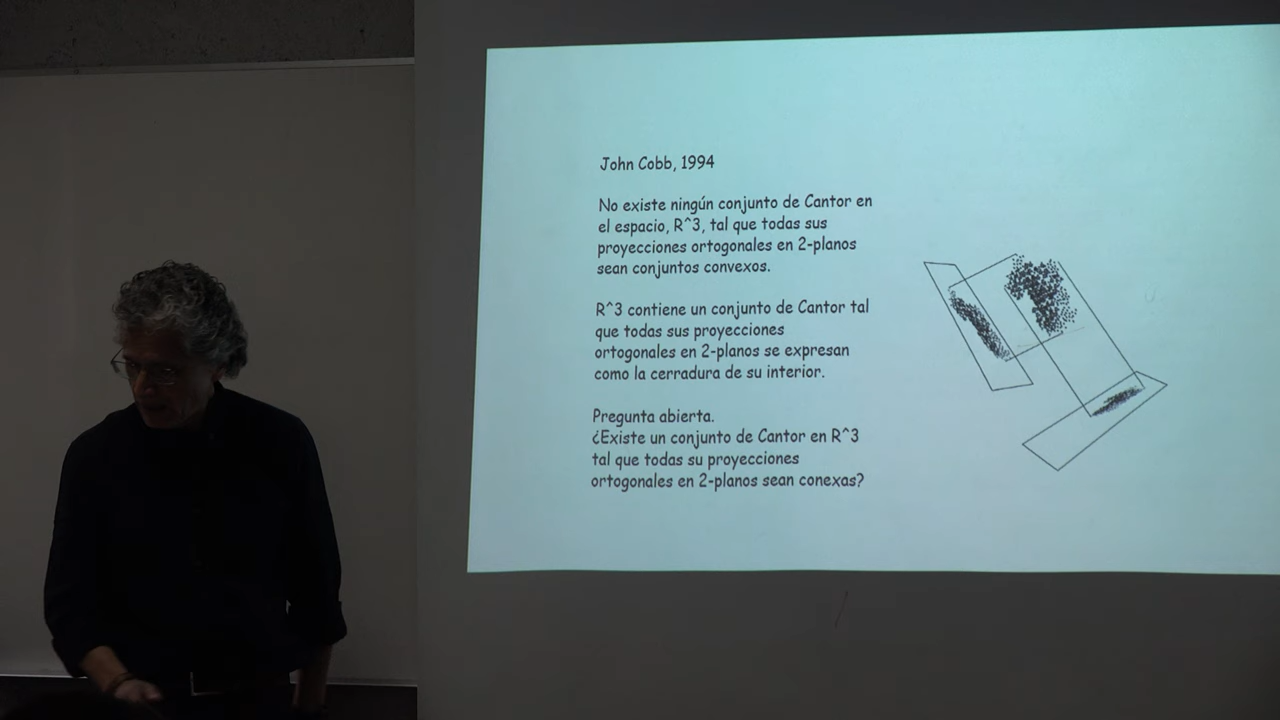 John Cobb, 1994
No existe ningún conjunto de Cantor en
el espacio, R^3, tal que todas sus
proyecciones ortogonales en 2-planos
sean conjuntos convexos.
R^3 contiene un conjunto de Cantor tal
que todas sus proyecciones
ortogonales en 2-planos se expresan
como la cerradura de su interior.
Pregunta abierta.
¿Existe un conjunto de Cantor en R^3
tal que todas su proyecciones
ortogonales en 2-planos sean conexas?